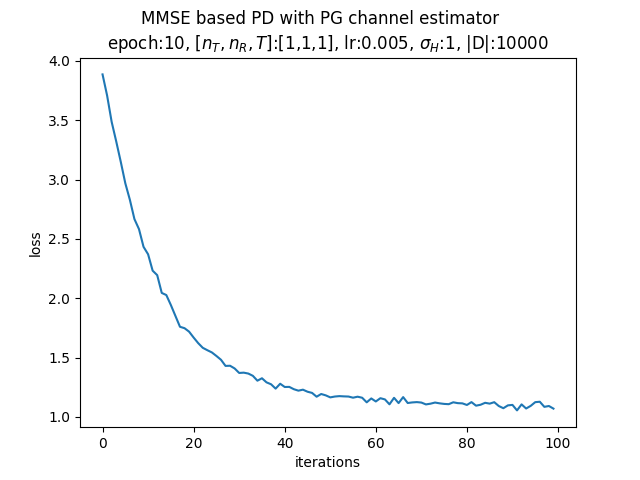 MMSE based PD with PG channel estimator
epoch:10, [n_T, n_R, T]:[1,1,1], lr:0.005, σ_H:1, |D|:10000
4.0
3.5
3.0
2.5
2.0
1.5
1.0
loss
0 20 40 60 80 100
iterations